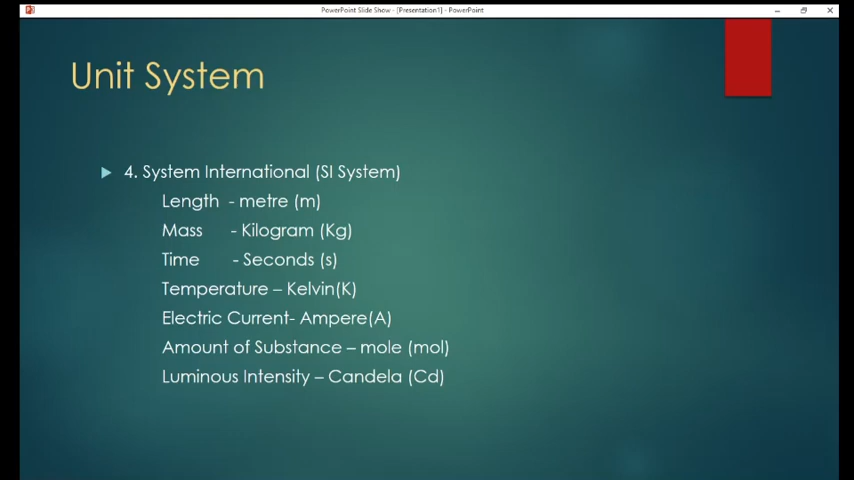 PowerPoint Slide Show - [Presentation1] - PowerPoint
Unit System
4. System International (SI System)
Length - metre (m)
Mass - Kilogram (Kg)
Time - Seconds (s)
Temperature – Kelvin(K)
Electric Current- Ampere(A)
Amount of Substance – mole (mol)
Luminous Intensity – Candela (Cd)